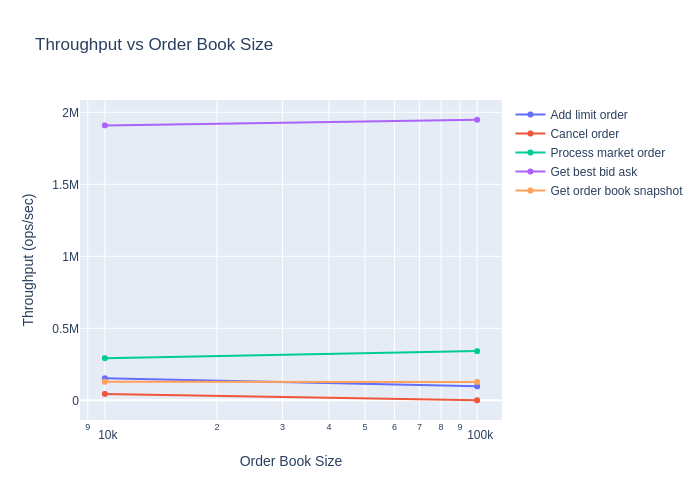 Throughput vs Order Book Size
2M
1.5M
1M
0.5M
0
Throughput (ops/sec)
9 2 3 4 5 6 7 8 9
10k 100k
Order Book Size
Add limit order
Cancel order
Process market order
Get best bid ask
Get order book snapshot